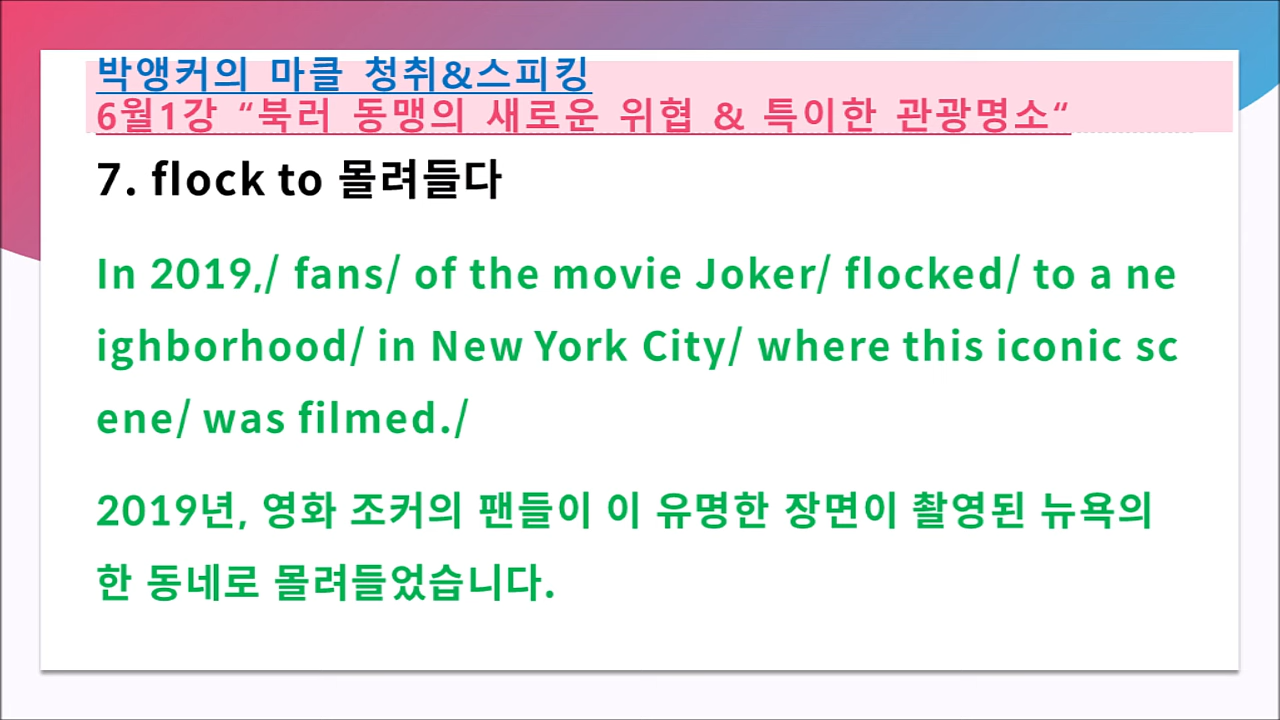 박앵커의 마클 청취&스피킹
6월1강 “북러 동맹의 새로운 위협 & 특이한 관광명소“
7. flock to 몰려들다
In 2019,/ fans/ of the movie Joker/ flocked/ to a ne
ighborhood/ in New York City/ where this iconic sc
ene/ was filmed./
2019년, 영화 조커의 팬들이 이 유명한 장면이 촬영된 뉴욕의
한 동네로 몰려들었습니다.